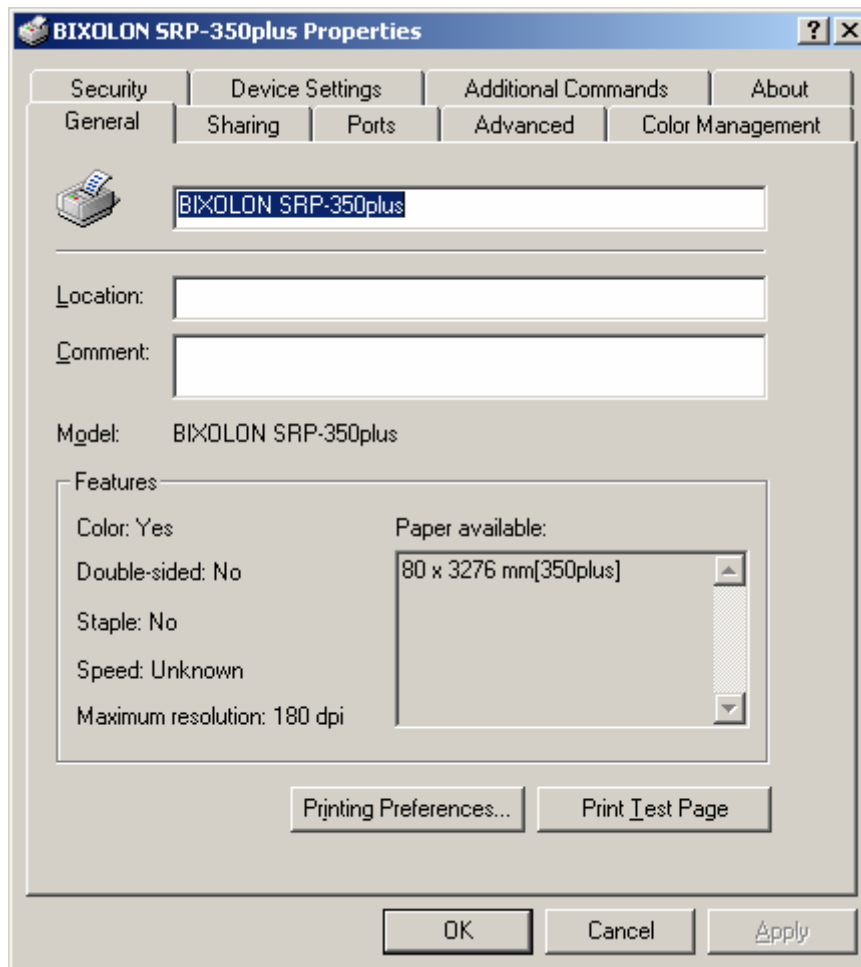 BIXOLON SRP-350plus Properties
Security Device Settings Additional Commands About
General Sharing Ports Advanced Color Management
BIXOLON SRP-350plus
Location:
Comment:
Model: BIXOLON SRP-350plus
Features
Color: Yes Paper available:
Double-sided: No 80 x 3276 mm[350plus]
Staple: No
Speed: Unknown
Maximum resolution: 180 dpi
Printing Preferences... Print Test Page
OK Cancel Apply